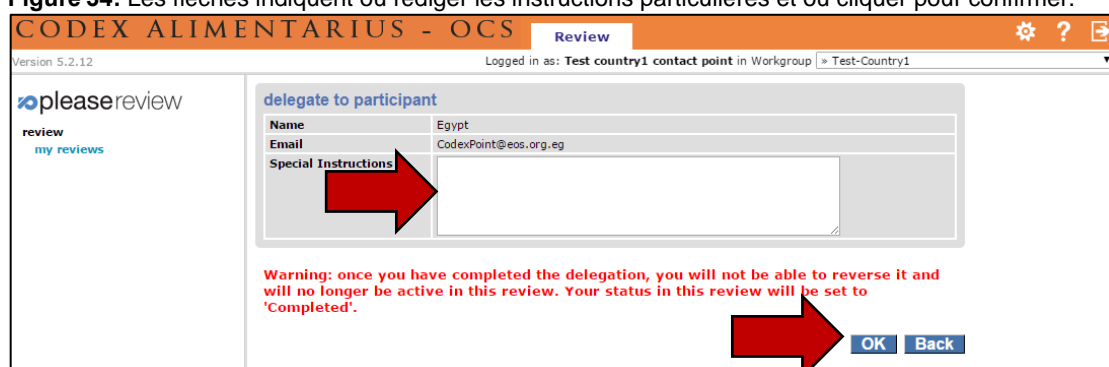 Figure 34: Les flèches indiquent où rédiger les instructions particulières et où cliquer pour confirmer.
CODEX ALIMENTARIUS - OCS
Review
?
Version 5.2.12
Logged in as: Test country1 contact point in Workgroup » Test-Country1
pleasereview
review
my reviews
delegate to participant
Name Egypt
Email CodexPoint@eos.org.eg
Special Instructions
Warning: once you have completed the delegation, you will not be able to reverse it and
will no longer be active in this review. Your status in this review will be set to
'Completed'.
OK Back